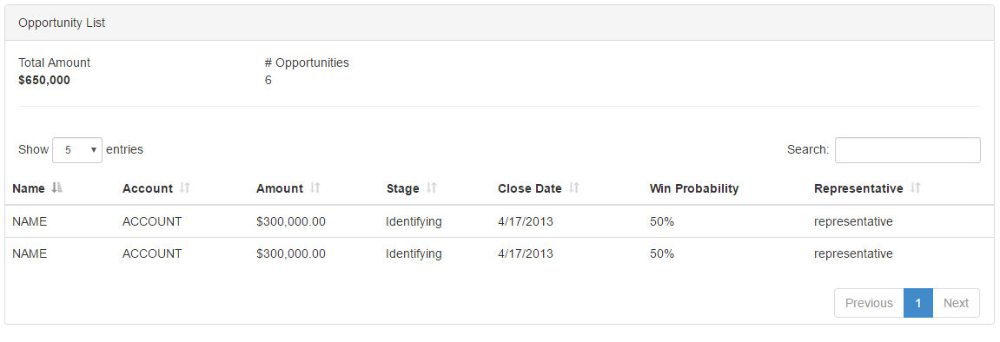 Opportunity List
Total Amount # Opportunities
$650,000 6
Show 5 entries Search:
Name Account Amount Stage Close Date Win Probability Representative
NAME ACCOUNT $300,000.00 Identifying 4/17/2013 50% representative
NAME ACCOUNT $300,000.00 Identifying 4/17/2013 50% representative
Previous 1 Next